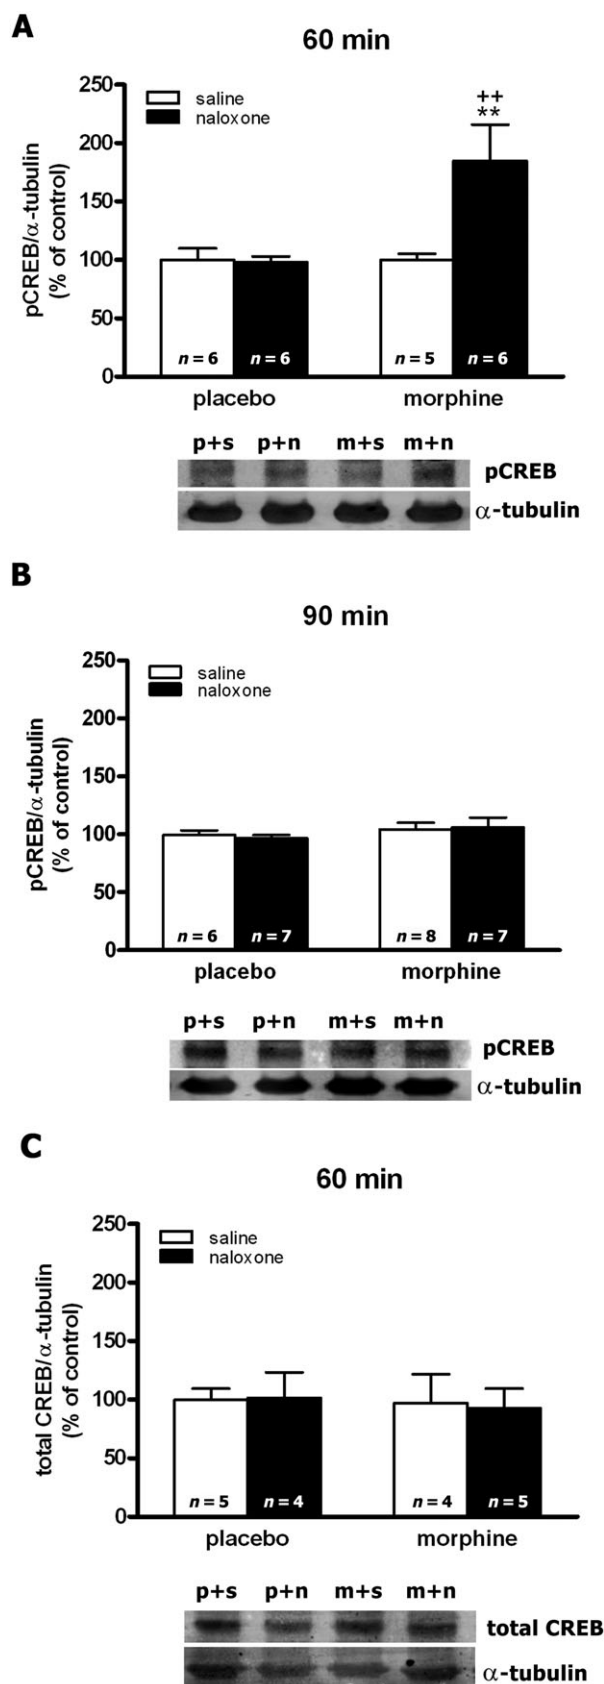 A
60 min
pCREB/α-tubulin
(% of control)
250
200
150
100
50
0
saline
naloxone
++
**
n = 6
n = 6
n = 5
n = 6
placebo
morphine
p+s p+n m+s m+n
pCREB
α-tubulin
B
90 min
pCREB/α-tubulin
(% of control)
250
200
150
100
50
0
saline
naloxone
n = 6
n = 7
n = 8
n = 7
placebo
morphine
p+s p+n m+s m+n
pCREB
α-tubulin
C
60 min
total CREB/α-tubulin
(% of control)
250
200
150
100
50
0
saline
naloxone
n = 5
n = 4
n = 4
n = 5
placebo
morphine
p+s p+n m+s m+n
total CREB
α-tubulin